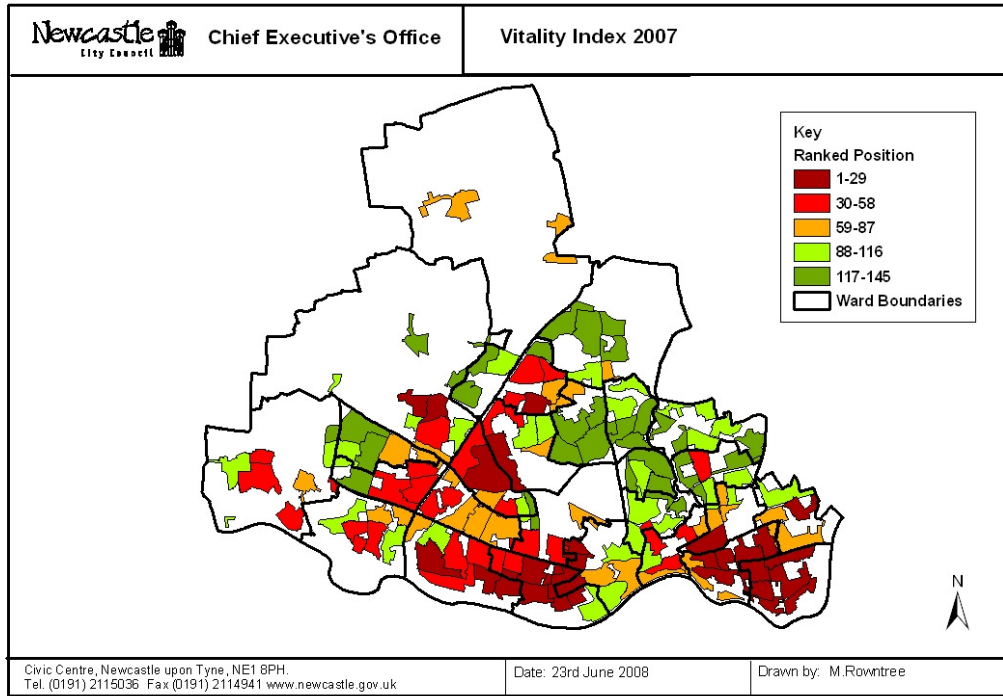 Newcastle
City Council
Chief Executive's Office
Vitality Index 2007
Key
Ranked Position
1-29
30-58
59-87
88-116
117-145
Ward Boundaries
N
Civic Centre, Newcastle upon Tyne, NE1 8PH.
Tel. (0191) 2115036 Fax (0191) 2114941 www.newcastle.gov.uk
Date: 23rd June 2008
Drawn by: M.Rowntree